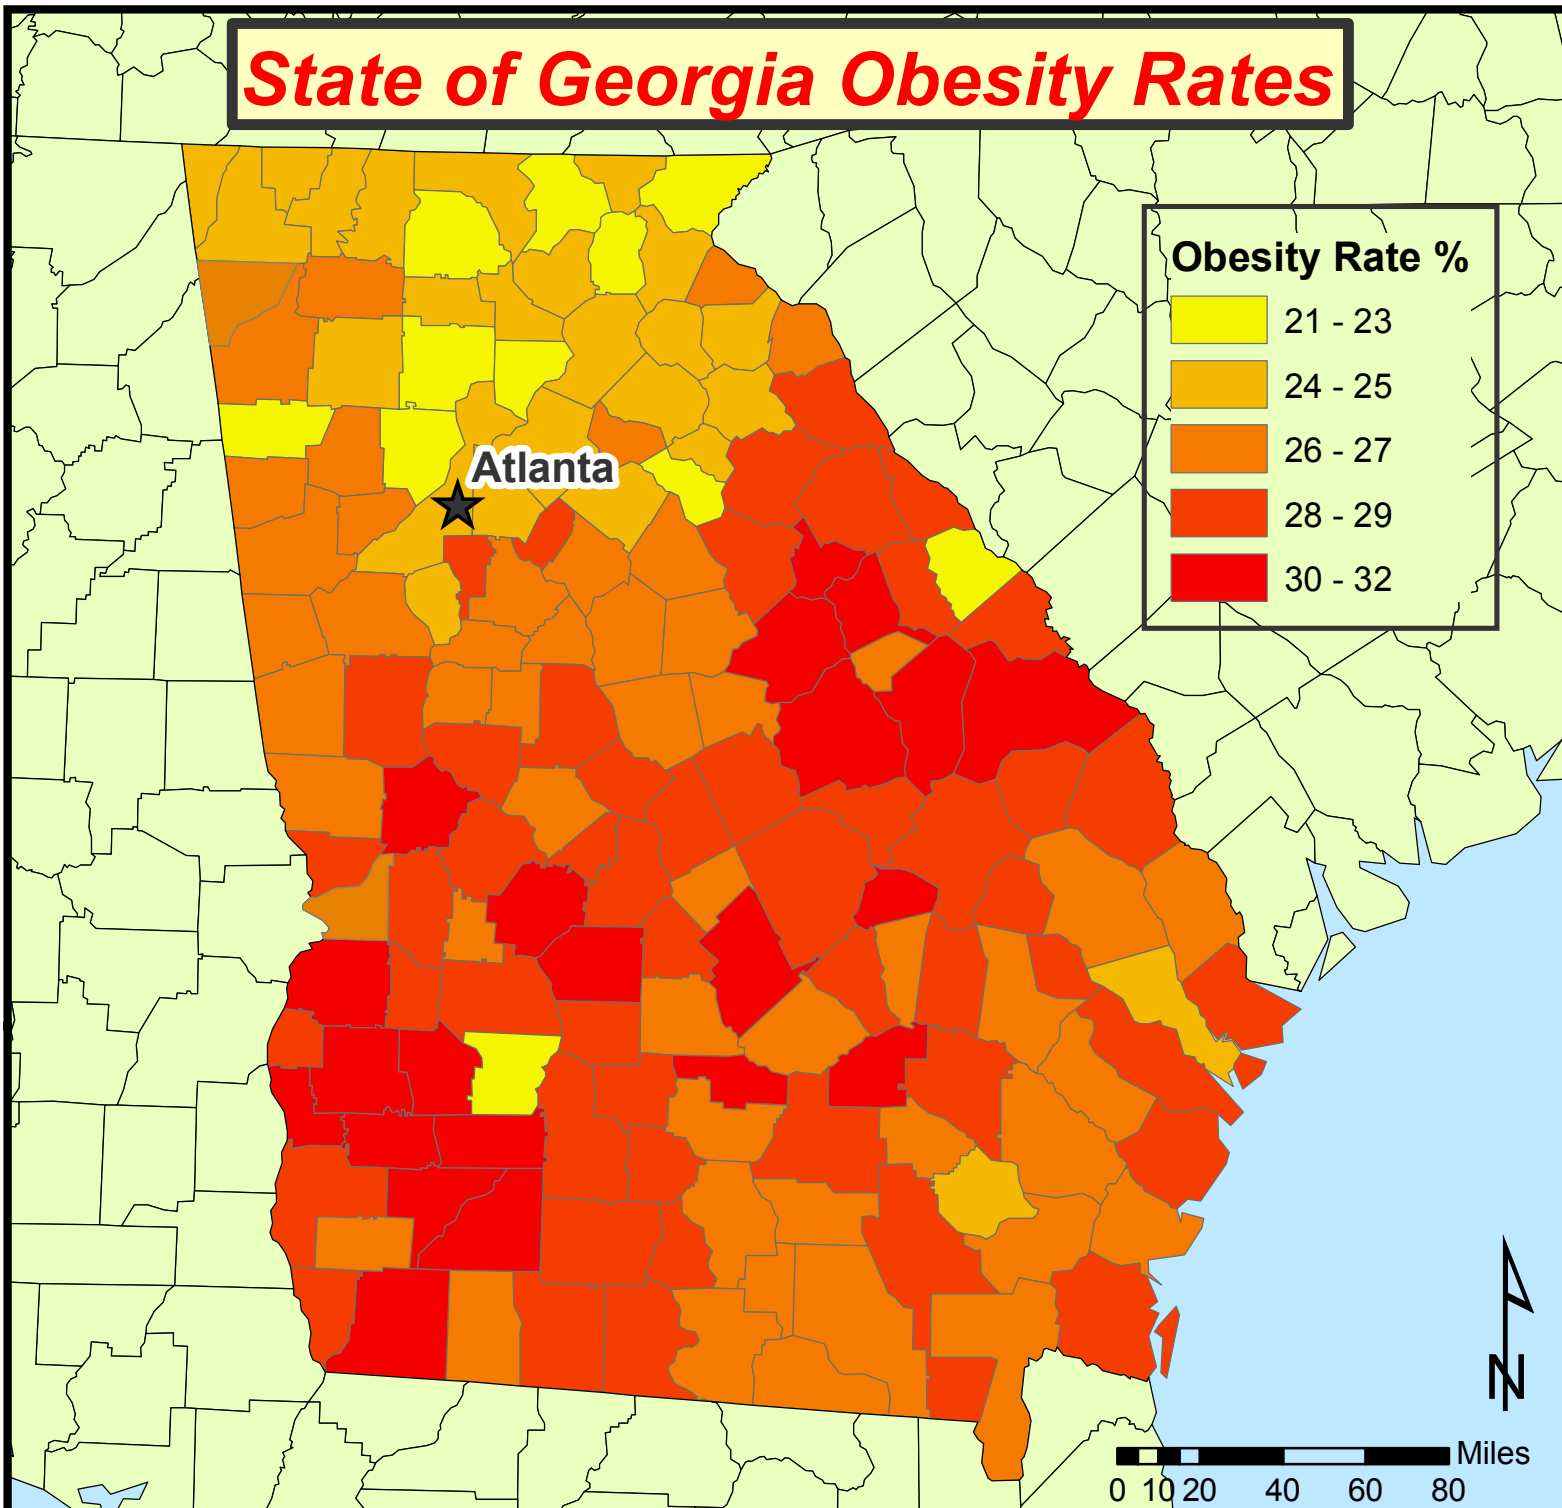 State of Georgia Obesity Rates
Obesity Rate %
21 - 23
24 - 25
26 - 27
28 - 29
30 - 32
Atlanta
N
Miles
0 10 20 40 60 80